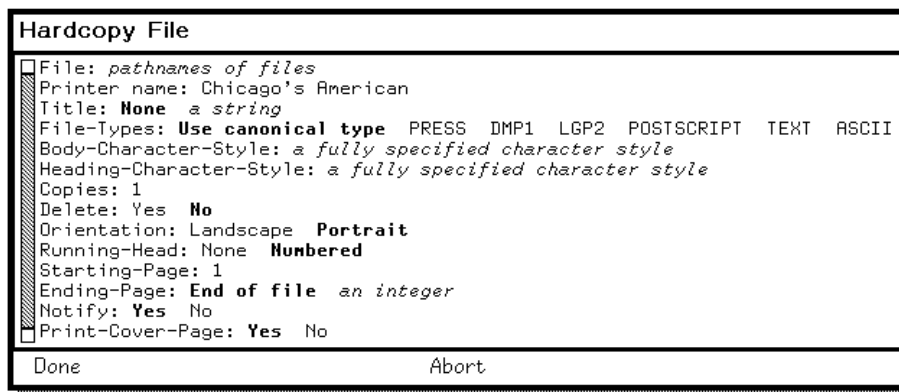 Hardcopy File
File: pathnames of files
Printer name: Chicago's American
Title: None a string
File-Types: Use canonical type PRESS DMP1 LGP2 POSTSCRIPT TEXT ASCII
Body-Character-Style: a fully specified character style
Heading-Character-Style: a fully specified character style
Copies: 1
Delete: Yes No
Orientation: Landscape Portrait
Running-Head: None Numbered
Starting-Page: 1
Ending-Page: End of file an integer
Notify: Yes No
Print-Cover-Page: Yes No
Done Abort